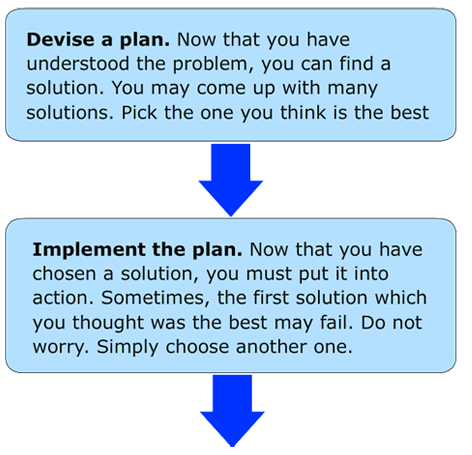 Devise a plan. Now that you have
understood the problem, you can find a
solution. You may come up with many
solutions. Pick the one you think is the best
Implement the plan. Now that you have
chosen a solution, you must put it into
action. Sometimes, the first solution which
you thought was the best may fail. Do not
worry. Simply choose another one.